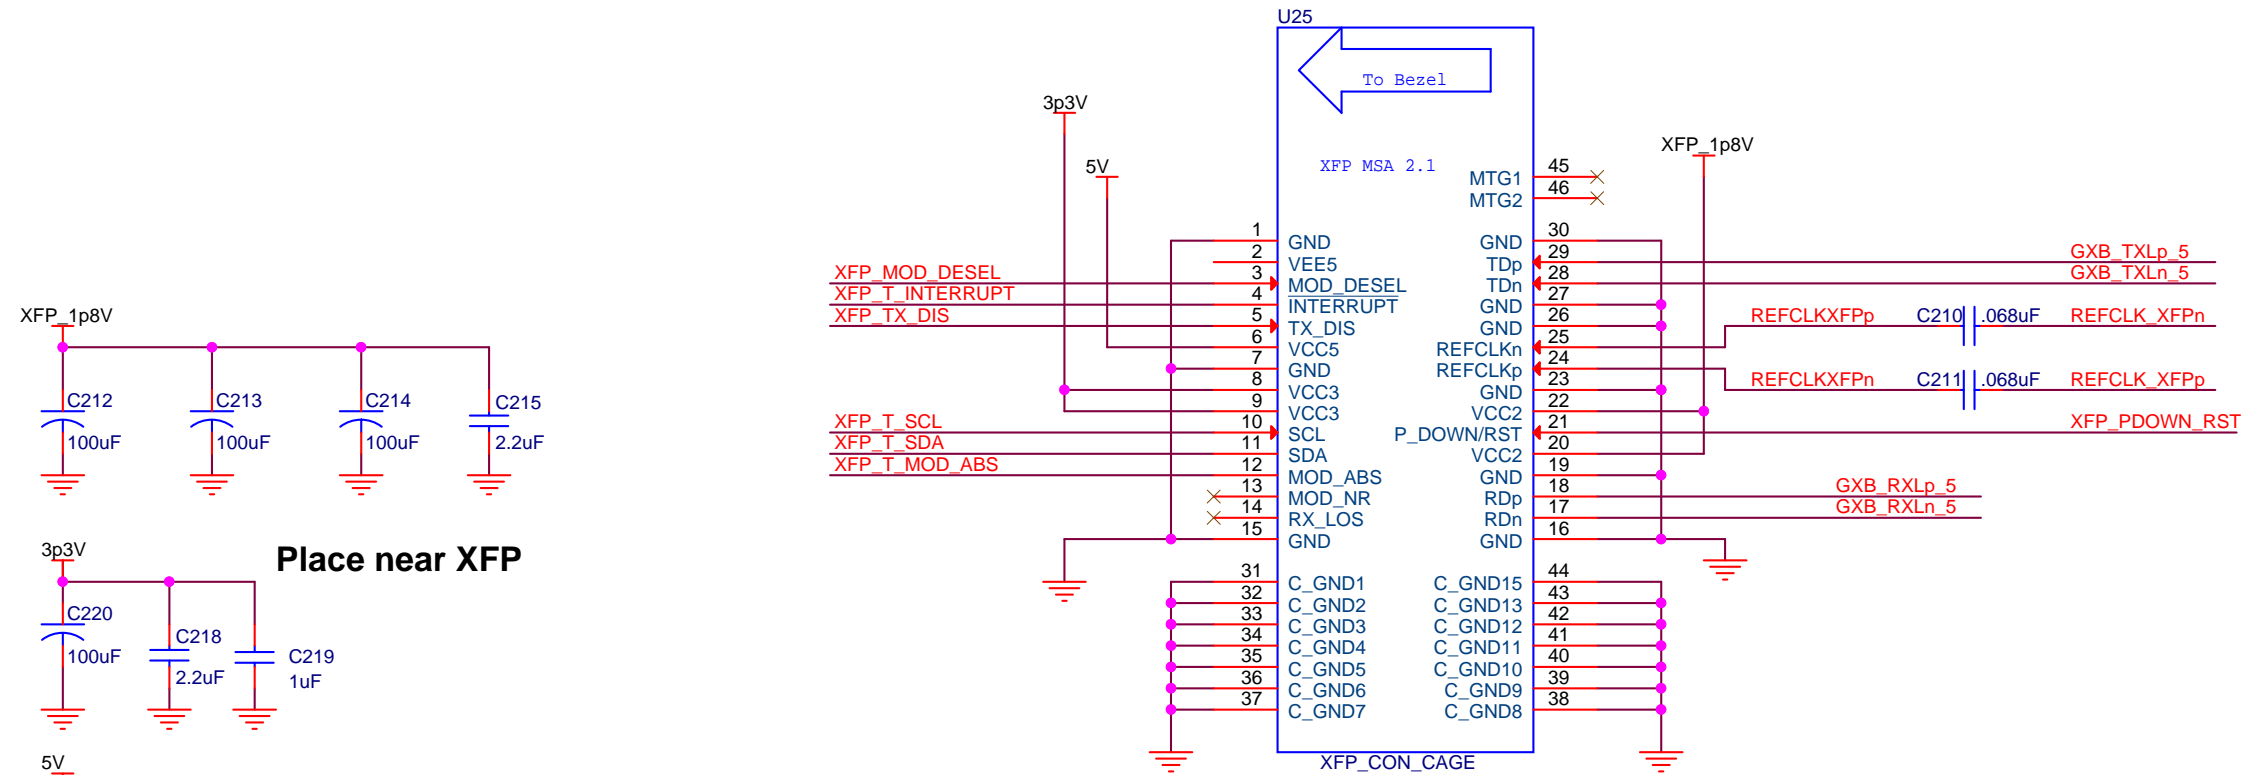 U25
To Bezel
XFP MSA 2.1
3p3V
5V
XFP_1p8V
MTG1 45
MTG2 46
1 GND
2 VEE5
XFP_MOD_DESEL 3 MOD_DESEL
XFP_T_INTERRUPT 4 INTERRUPT
XFP_TX_DIS 5 TX_DIS
6 VCC5
7 GND
8 VCC3
9 VCC3
XFP_T_SCL 10 SCL
XFP_T_SDA 11 SDA
XFP_T_MOD_ABS 12 MOD_ABS
13 MOD_NR
14 RX_LOS
15 GND
31 C_GND1
32 C_GND2
33 C_GND3
34 C_GND4
35 C_GND5
36 C_GND6
37 C_GND7
GND 30
TDp 29 GXB_TXLp_5
TDn 28 GXB_TXLn_5
GND 27
GND 26
REFCLKn 25 REFCLKXFPp C210 .068uF REFCLK_XFPn
REFCLKp 24 REFCLKXFPn C211 .068uF REFCLK_XFPp
GND 23
VCC2 22
P_DOWN/RST 21 XFP_PDOWN_RST
VCC2 20
GND 19
RDp 18 GXB_RXLp_5
RDn 17 GXB_RXLn_5
GND 16
C_GND15 44
C_GND13 43
C_GND12 42
C_GND11 41
C_GND10 40
C_GND9 39
C_GND8 38
XFP_CON_CAGE
XFP_1p8V
C212 100uF
C213 100uF
C214 100uF
C215 2.2uF
Place near XFP
3p3V
C220 100uF
C218 2.2uF
C219 1uF
5V